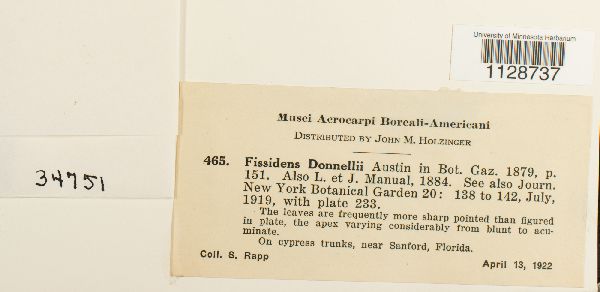 University of Minnesota Herbarium
1128737
Musci Acrocarpi Boreali-Americani
Distributed by John M. Holzinger
465. Fissidens Donnellii Austin in Bot. Gaz. 1879, p.
151. Also L. et J. Manual, 1884. See also Journ.
New York Botanical Garden 20: 138 to 142, July,
1919, with plate 233.
The leaves are frequently more sharp pointed than figured
in plate, the apex varying considerably from blunt to acu-
minate.
On cypress trunks, near Sanford, Florida.
Coll. S. Rapp April 13, 1922
34751